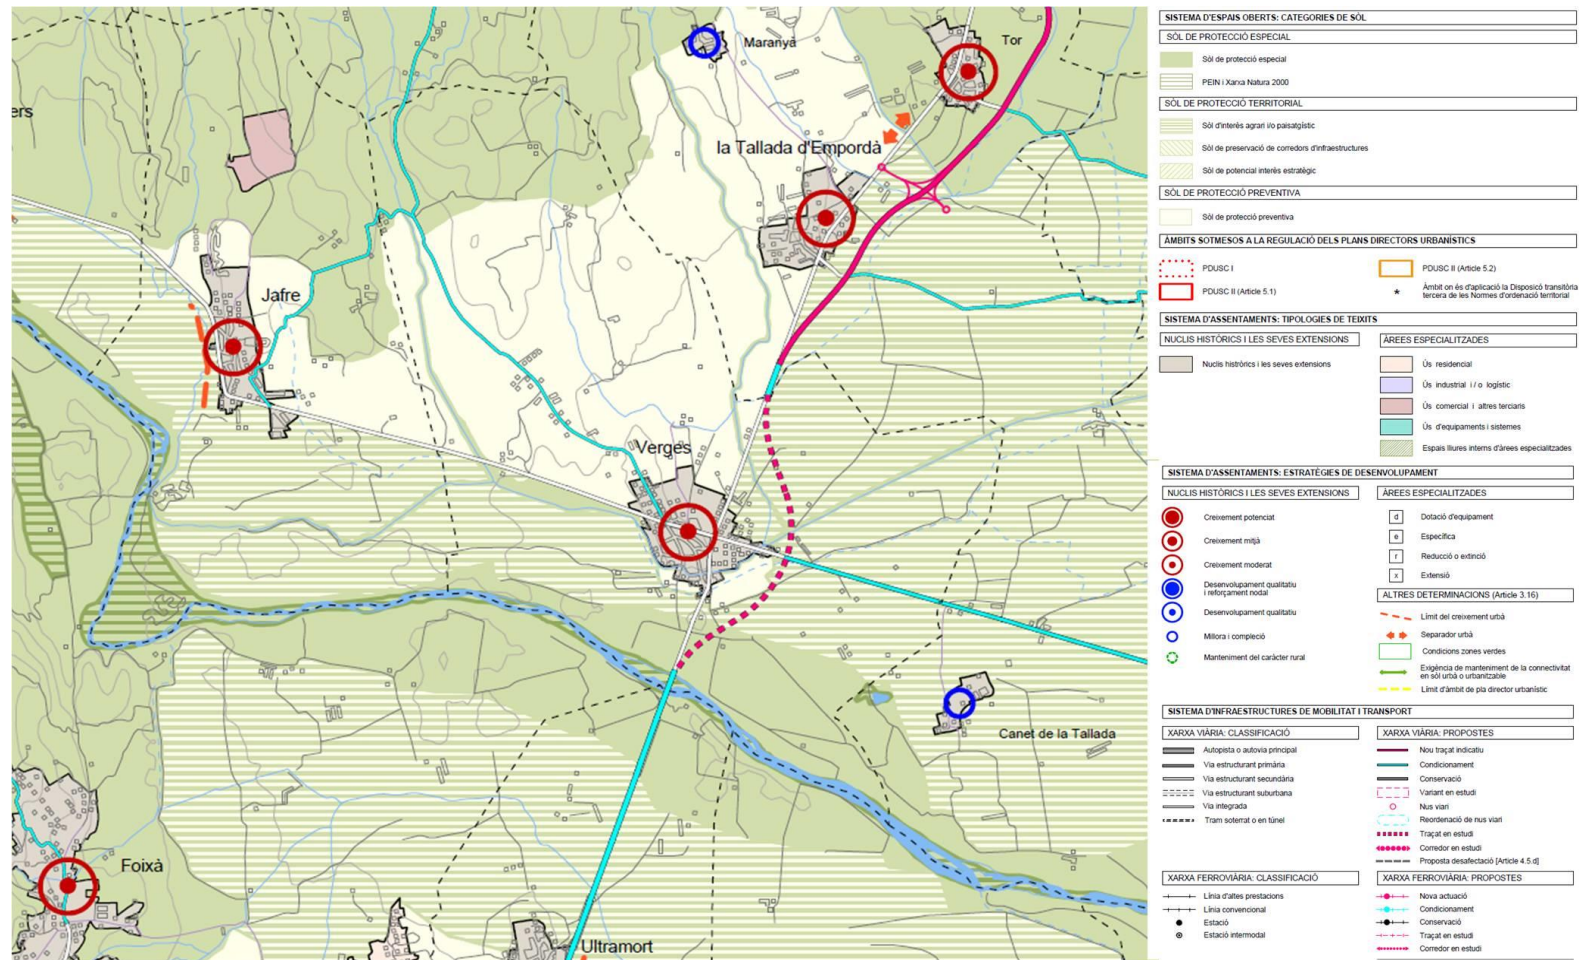 Maranyà
Tor
ers
la Tallada d'Empordà
Jafre
Verges
Canet de la Tallada
Foixà
Ultramort
SISTEMA D'ESPAIS OBERTS: CATEGORIES DE SÒL
SÒL DE PROTECCIÓ ESPECIAL
Sòl de protecció especial
PEIN i Xarxa Natura 2000
SÒL DE PROTECCIÓ TERRITORIAL
Sòl d'interès agrari i/o paisatgístic
Sòl de preservació de corredors d'infraestructures
Sòl de potencial interès estratègic
SÒL DE PROTECCIÓ PREVENTIVA
Sòl de protecció preventiva
ÀMBITS SOTMESOS A LA REGULACIÓ DELS PLANS DIRECTORS URBANÍSTICS
PDUSC I
PDUSC II (Article 5.2)
PDUSC II (Article 5.1)
* Àmbit on és d'aplicació la Disposció transitòria
tercera de les Normes d'ordenació territorial
SISTEMA D'ASSENTAMENTS: TIPOLOGIES DE TEIXITS
NUCLIS HISTÒRICS I LES SEVES EXTENSIONS
ÀREES ESPECIALITZADES
Nuclis històrics i les seves extensions
Ús residencial
Ús industrial i / o logístic
Ús comercial i altres terciaris
Ús d'equipaments i sistemes
Espais lliures interns d'àrees especialitzades
SISTEMA D'ASSENTAMENTS: ESTRATÈGIES DE DESENVOLUPAMENT
NUCLIS HISTÒRICS I LES SEVES EXTENSIONS
ÀREES ESPECIALITZADES
Creixement potenciat
d Dotació d'equipament
Creixement mitjà
e Específica
Creixement moderat
r Reducció o extinció
Desenvolupament qualitatiu
i reforçament nodal
x Extensió
Desenvolupament qualitatiu
Millora i compleció
Manteniment del caràcter rural
ALTRES DETERMINACIONS (Article 3.16)
Límit del creixement urbà
Separador urbà
Condicions zones verdes
Exigència de manteniment de la connectivitat
en sòl urbà o urbanitzable
Límit d'àmbit de pla director urbanístic
SISTEMA D'INFRAESTRUCTURES DE MOBILITAT I TRANSPORT
XARXA VIÀRIA: CLASSIFICACIÓ
XARXA VIÀRIA: PROPOSTES
Autopista o autovia principal
Nou traçat indicatiu
Via estructurant primària
Condicionament
Via estructurant secundària
Conservació
Via estructurant suburbana
Variant en estudi
Via integrada
Nus viari
Tram soterrat o en túnel
Reordenació de nus viari
Traçat en estudi
Corredor en estudi
Proposta desafectació [Article 4.5.d]
XARXA FERROVIÀRIA: CLASSIFICACIÓ
XARXA FERROVIÀRIA: PROPOSTES
Línia d'altes prestacions
Nova actuació
Línia convencional
Condicionament
Estació
Conservació
Estació intermodal
Traçat en estudi
Corredor en estudi